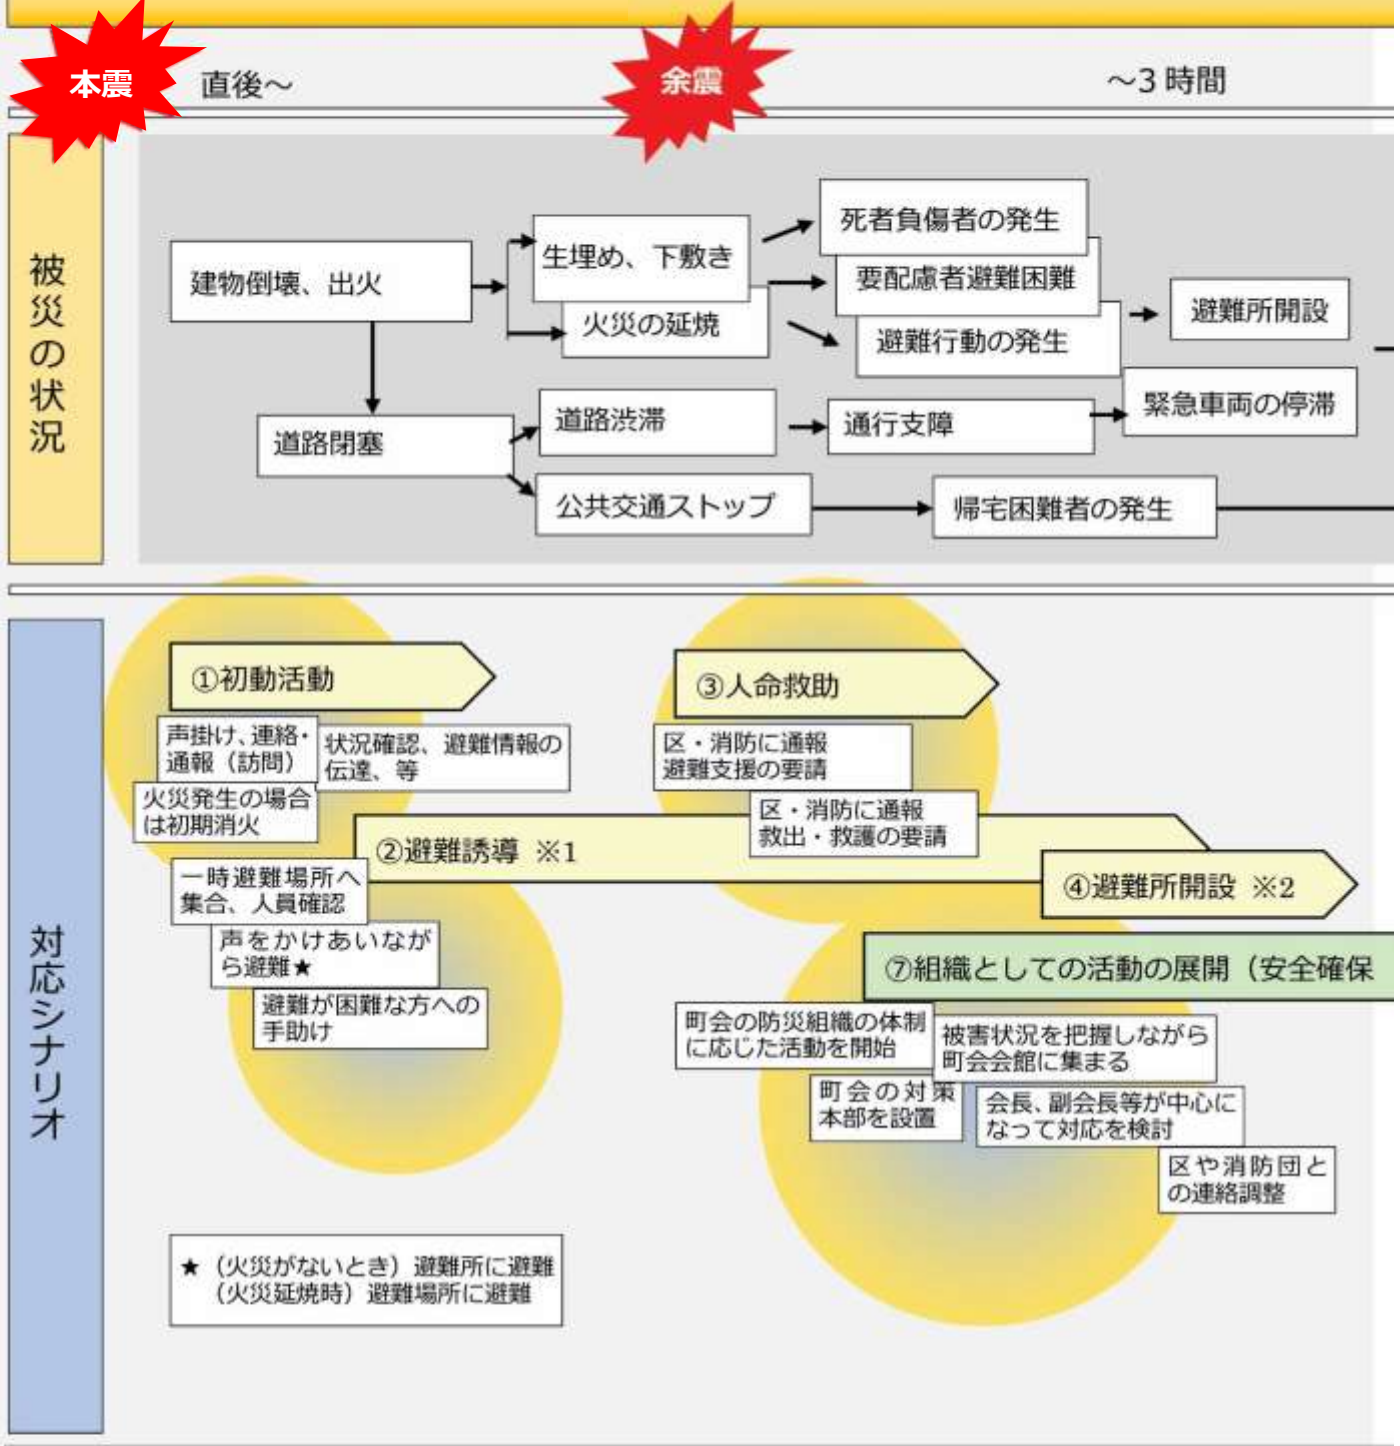 本震
直後～
余震
～3 時間
被災の状況
建物倒壊、出火
生埋め、下敷き
火災の延焼
死者負傷者の発生
要配慮者避難困難
避難行動の発生
避難所開設
道路閉塞
道路渋滞
通行支障
緊急車両の停滞
公共交通ストップ
帰宅困難者の発生
対応シナリオ
①初動活動
声掛け、連絡・
通報（訪問）
状況確認、避難情報の
伝達、等
火災発生の場合
は初期消火
②避難誘導 ※1
一時避難場所へ
集合、人員確認
声をかけあいなが
ら避難★
避難が困難な方への
手助け
③人命救助
区・消防に通報
避難支援の要請
区・消防に通報
救出・救護の要請
④避難所開設 ※2
⑦組織としての活動の展開（安全確保
町会の防災組織の体制
に応じた活動を開始
被害状況を把握しながら
町会会館に集まる
町会の対策
本部を設置
会長、副会長等が中心に
なって対応を検討
区や消防団と
の連絡調整
★（火災がないとき）避難所に避難
（火災延焼時）避難場所に避難